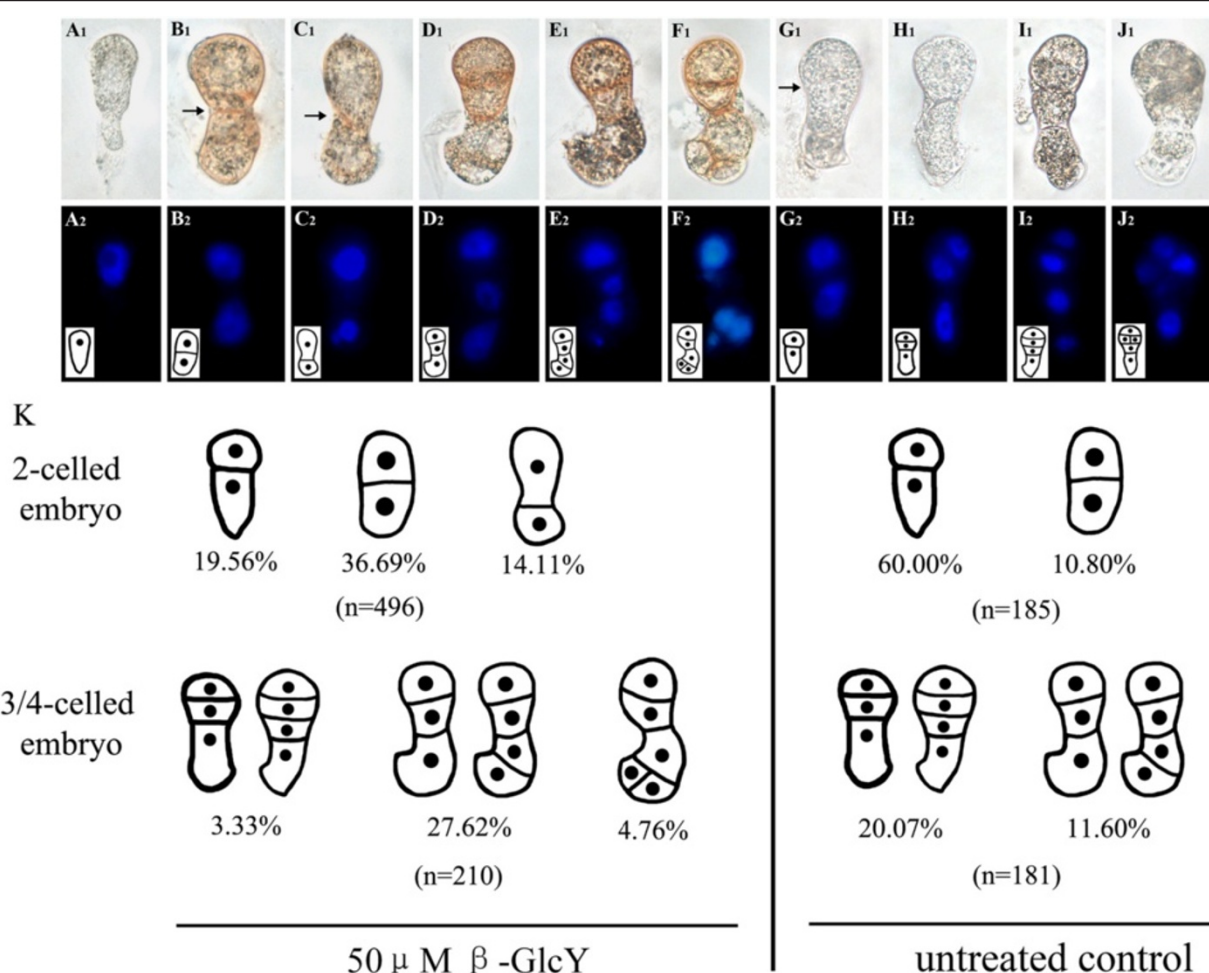 A1 B1 C1 D1 E1 F1 G1 H1 I1 J1
A2 B2 C2 D2 E2 F2 G2 H2 I2 J2
K
2-celled
embryo
19.56% 36.69% 14.11% 60.00% 10.80%
(n=496) (n=185)
3/4-celled
embryo
3.33% 27.62% 4.76% 20.07% 11.60%
(n=210) (n=181)
50 μM β-GlcY untreated control